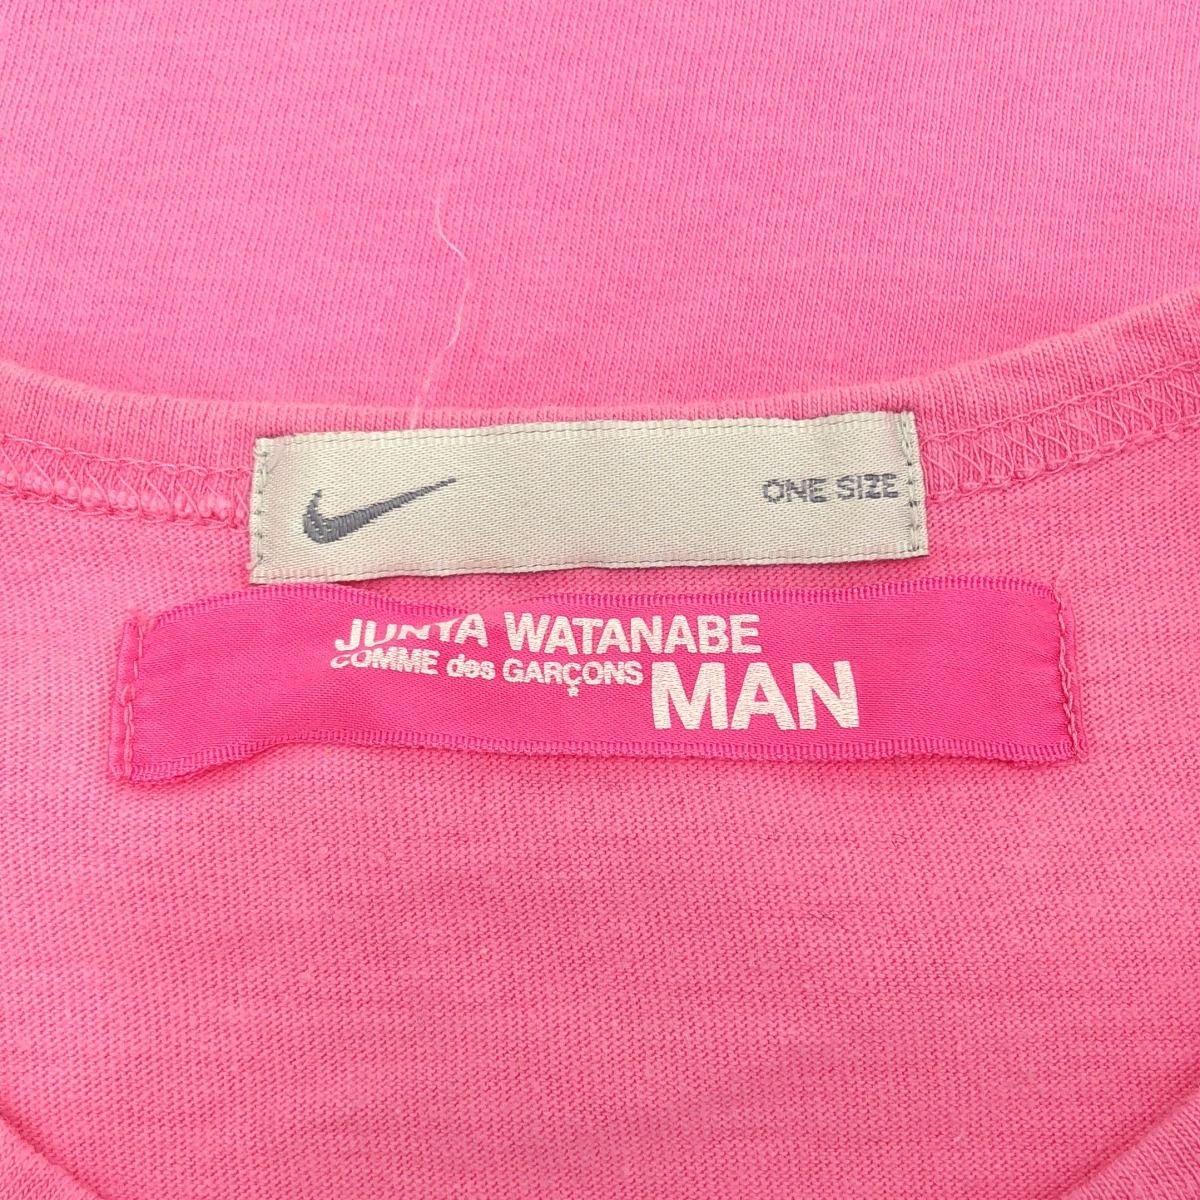 ONE SIZE
JUNYA WATANABE
COMME des GARÇONS
*
MAN